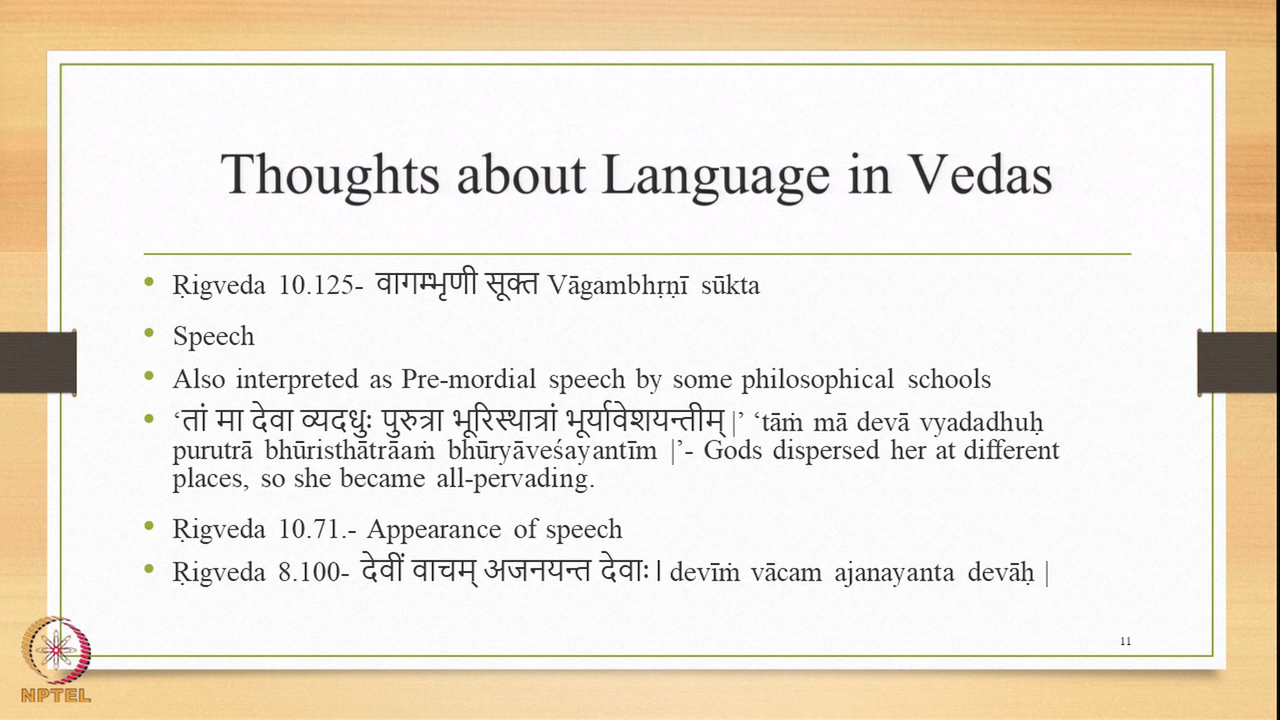 Thoughts about Language in Vedas
• Ṛigveda 10.125- वागम्भृणी सूक्त Vāgambhṛṇī sūkta
• Speech
• Also interpreted as Pre-mordial speech by some philosophical schools
• ‘तां मा देवा व्यदधुः पुरुत्रा भूरिस्थात्रां भूर्यावेशयन्तीम् |’ ‘tāṁ mā devā vyadadhuḥ
purutrā bhūristhātrāaṁ bhūryāveśayantīm |’- Gods dispersed her at different
places, so she became all-pervading.
• Ṛigveda 10.71.- Appearance of speech
• Ṛigveda 8.100- देवीं वाचम् अजनयन्त देवाः । devīṁ vācam ajanayanta devāḥ |
11
NPTEL